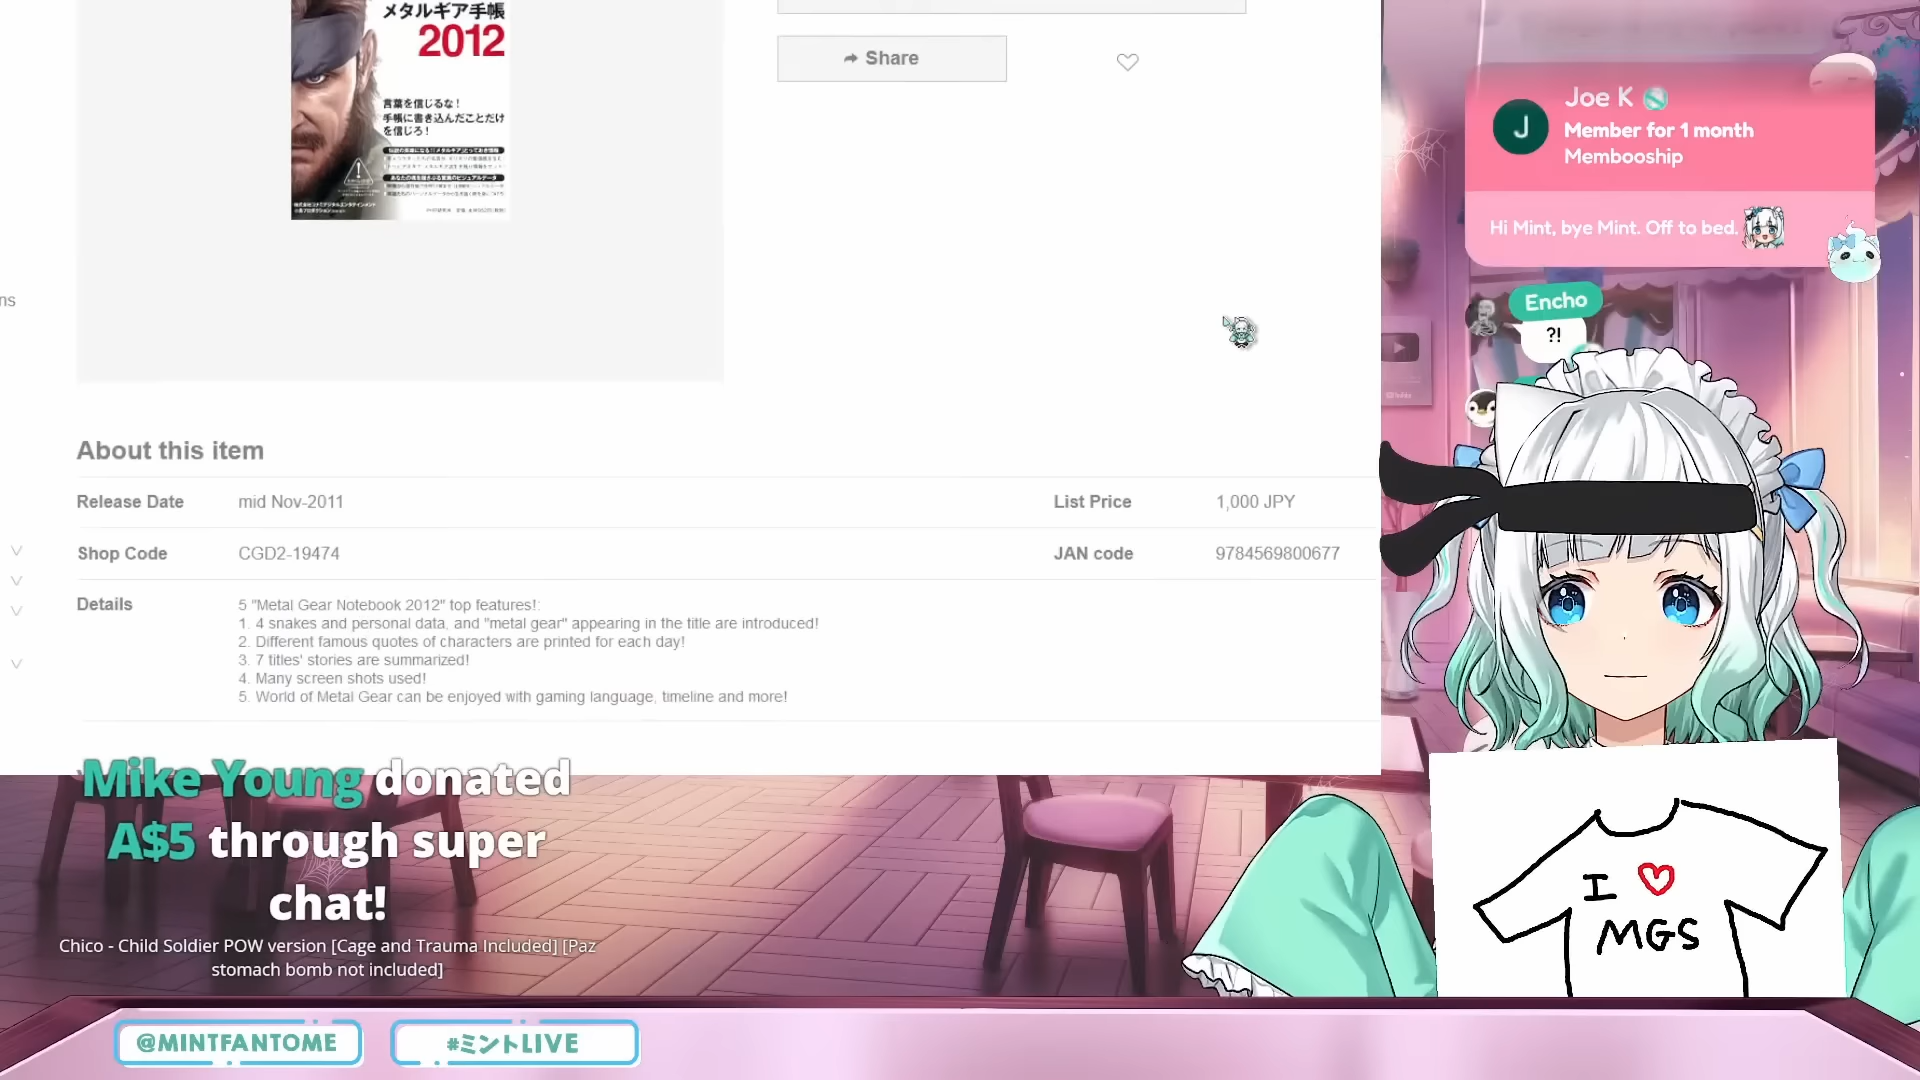 メタルギア手帳
2012
言葉を信じるな!
手帳に書き込んだことだけ
を信じろ!
Share
ns
About this item
Release Date mid Nov-2011 List Price 1,000 JPY
Shop Code CGD2-19474 JAN code 9784569800677
Details 5 "Metal Gear Notebook 2012" top features!:
1. 4 snakes and personal data, and "metal gear" appearing in the title are introduced!
2. Different famous quotes of characters are printed for each day!
3. 7 titles' stories are summarized!
4. Many screen shots used!
5. World of Metal Gear can be enjoyed with gaming language, timeline and more!
Mike Young donated
A$5 through super
chat!
Chico - Child Soldier POW version [Cage and Trauma Included] [Paz
stomach bomb not included]
@MINTFANTOME
#ミントLIVE
J
Joe K
Member for 1 month
Membooship
Hi Mint, bye Mint. Off to bed.
Encho
?!
I
MGS